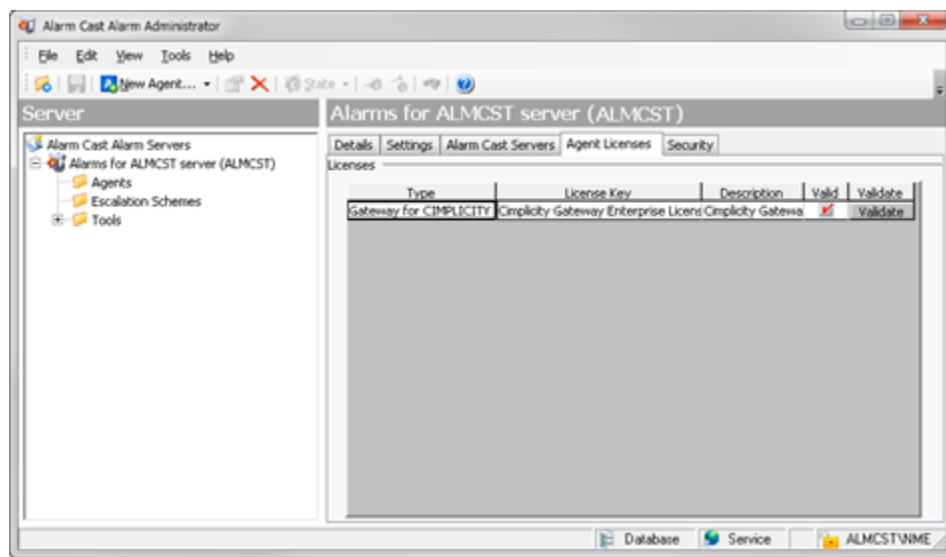 Alarm Cast Alarm Administrator
File Edit View Tools Help
New Agent... State
Server
Alarms for ALMCST server (ALMCST)
Alarm Cast Alarm Servers
Alarms for ALMCST server (ALMCST)
Agents
Escalation Schemes
Tools
Details Settings Alarm Cast Servers Agent Licenses Security
Licenses
Type License Key Description Valid Validate
Gateway for CIMPLICITY Cimplicity Gateway Enterprise Licens Cimplicity Gatewa Validate
Database Service ALMCST\NME